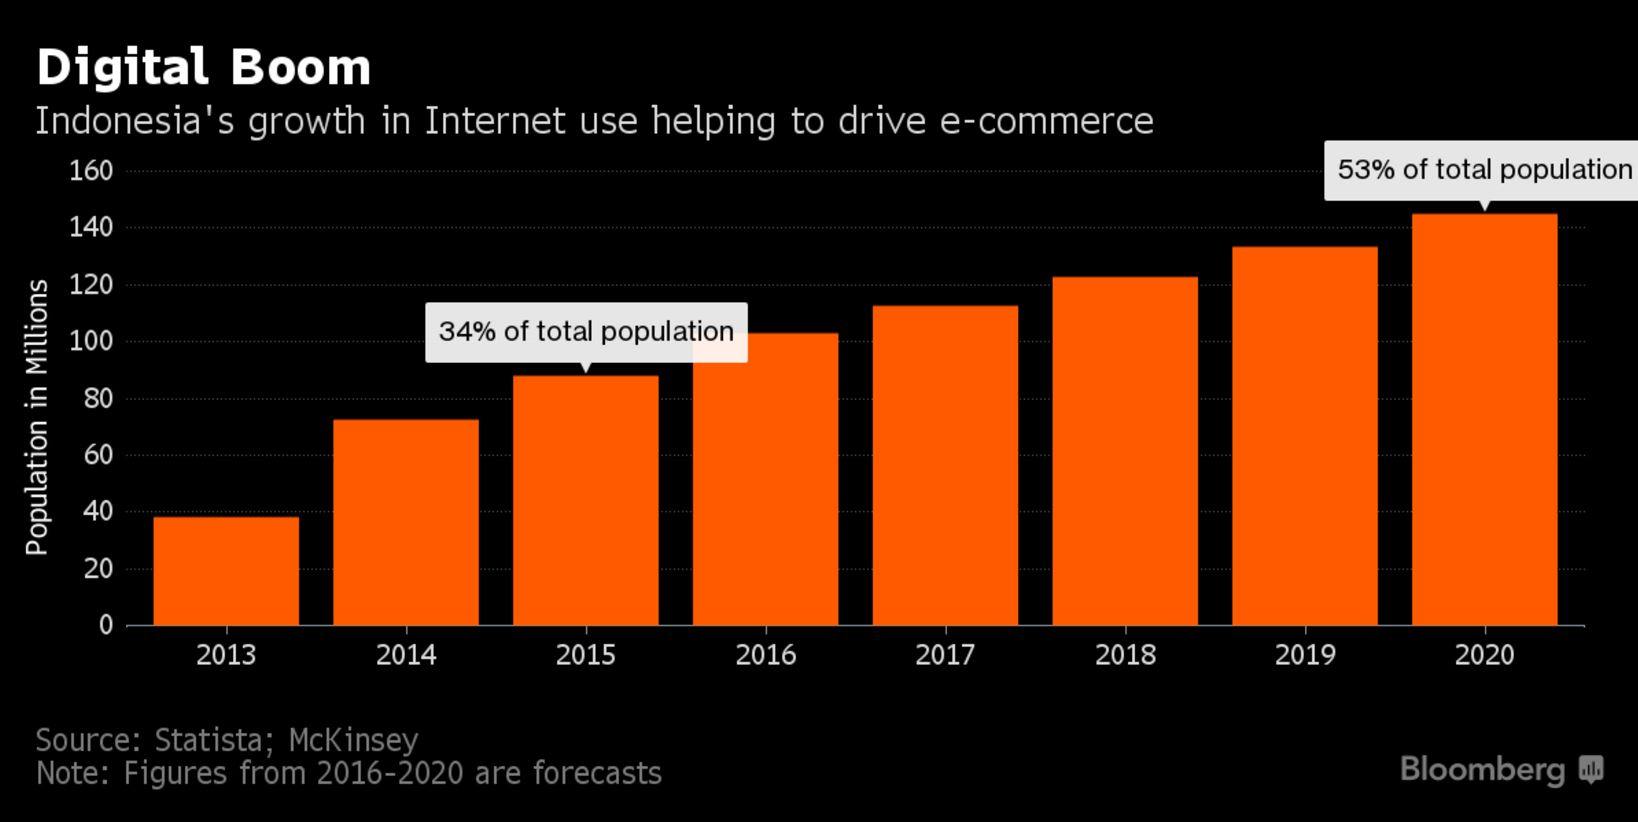 Digital Boom
Indonesia's growth in Internet use helping to drive e-commerce
160
140
120
100
80
60
40
20
0
Population in Millions
34% of total population
53% of total population
2013 2014 2015 2016 2017 2018 2019 2020
Source: Statista; McKinsey
Note: Figures from 2016-2020 are forecasts
Bloomberg